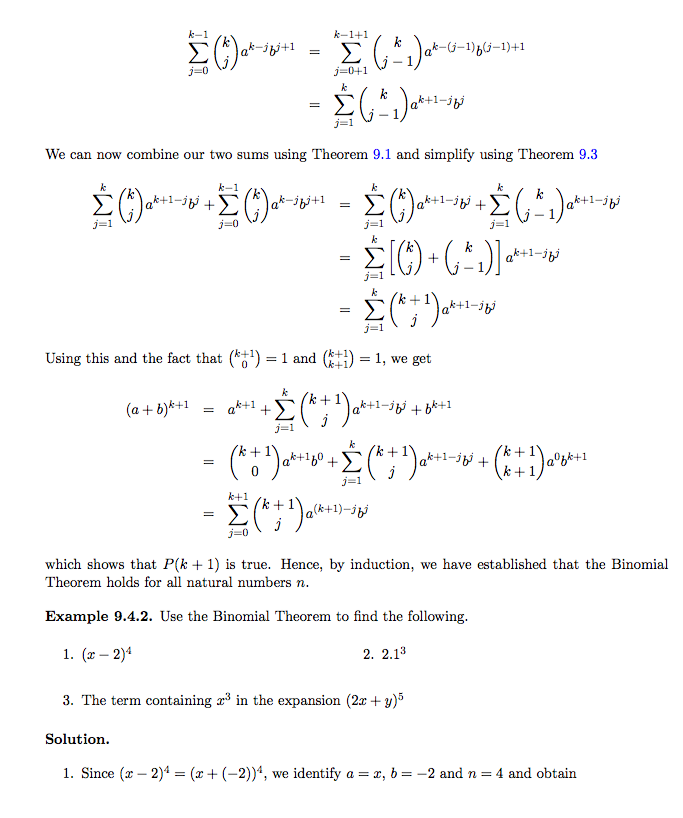 $\sum_{j=0}^{k-1} \binom{k}{j} a^{k-j} b^{j+1} = \sum_{j=0+1}^{k-1+1} \binom{k}{j-1} a^{k-(j-1)} b^{(j-1)+1}$
$= \sum_{j=1}^{k} \binom{k}{j-1} a^{k+1-j} b^{j}$
We can now combine our two sums using Theorem 9.1 and simplify using Theorem 9.3
$\sum_{j=1}^{k} \binom{k}{j} a^{k+1-j} b^{j} + \sum_{j=0}^{k-1} \binom{k}{j} a^{k-j} b^{j+1} = \sum_{j=1}^{k} \binom{k}{j} a^{k+1-j} b^{j} + \sum_{j=1}^{k} \binom{k}{j-1} a^{k+1-j} b^{j}$
$= \sum_{j=1}^{k} \left[ \binom{k}{j} + \binom{k}{j-1} \right] a^{k+1-j} b^{j}$
$= \sum_{j=1}^{k} \binom{k+1}{j} a^{k+1-j} b^{j}$
Using this and the fact that $\binom{k+1}{0} = 1$ and $\binom{k+1}{k+1} = 1$, we get
$(a + b)^{k+1} = a^{k+1} + \sum_{j=1}^{k} \binom{k+1}{j} a^{k+1-j} b^{j} + b^{k+1}$
$= \binom{k+1}{0} a^{k+1} b^{0} + \sum_{j=1}^{k} \binom{k+1}{j} a^{k+1-j} b^{j} + \binom{k+1}{k+1} a^{0} b^{k+1}$
$= \sum_{j=0}^{k+1} \binom{k+1}{j} a^{(k+1)-j} b^{j}$
which shows that $P(k + 1)$ is true. Hence, by induction, we have established that the Binomial
Theorem holds for all natural numbers $n$.
Example 9.4.2. Use the Binomial Theorem to find the following.
1. $(x - 2)^4$ 2. $2.1^3$
3. The term containing $x^3$ in the expansion $(2x + y)^5$
Solution.
1. Since $(x - 2)^4 = (x + (-2))^4$, we identify $a = x$, $b = -2$ and $n = 4$ and obtain